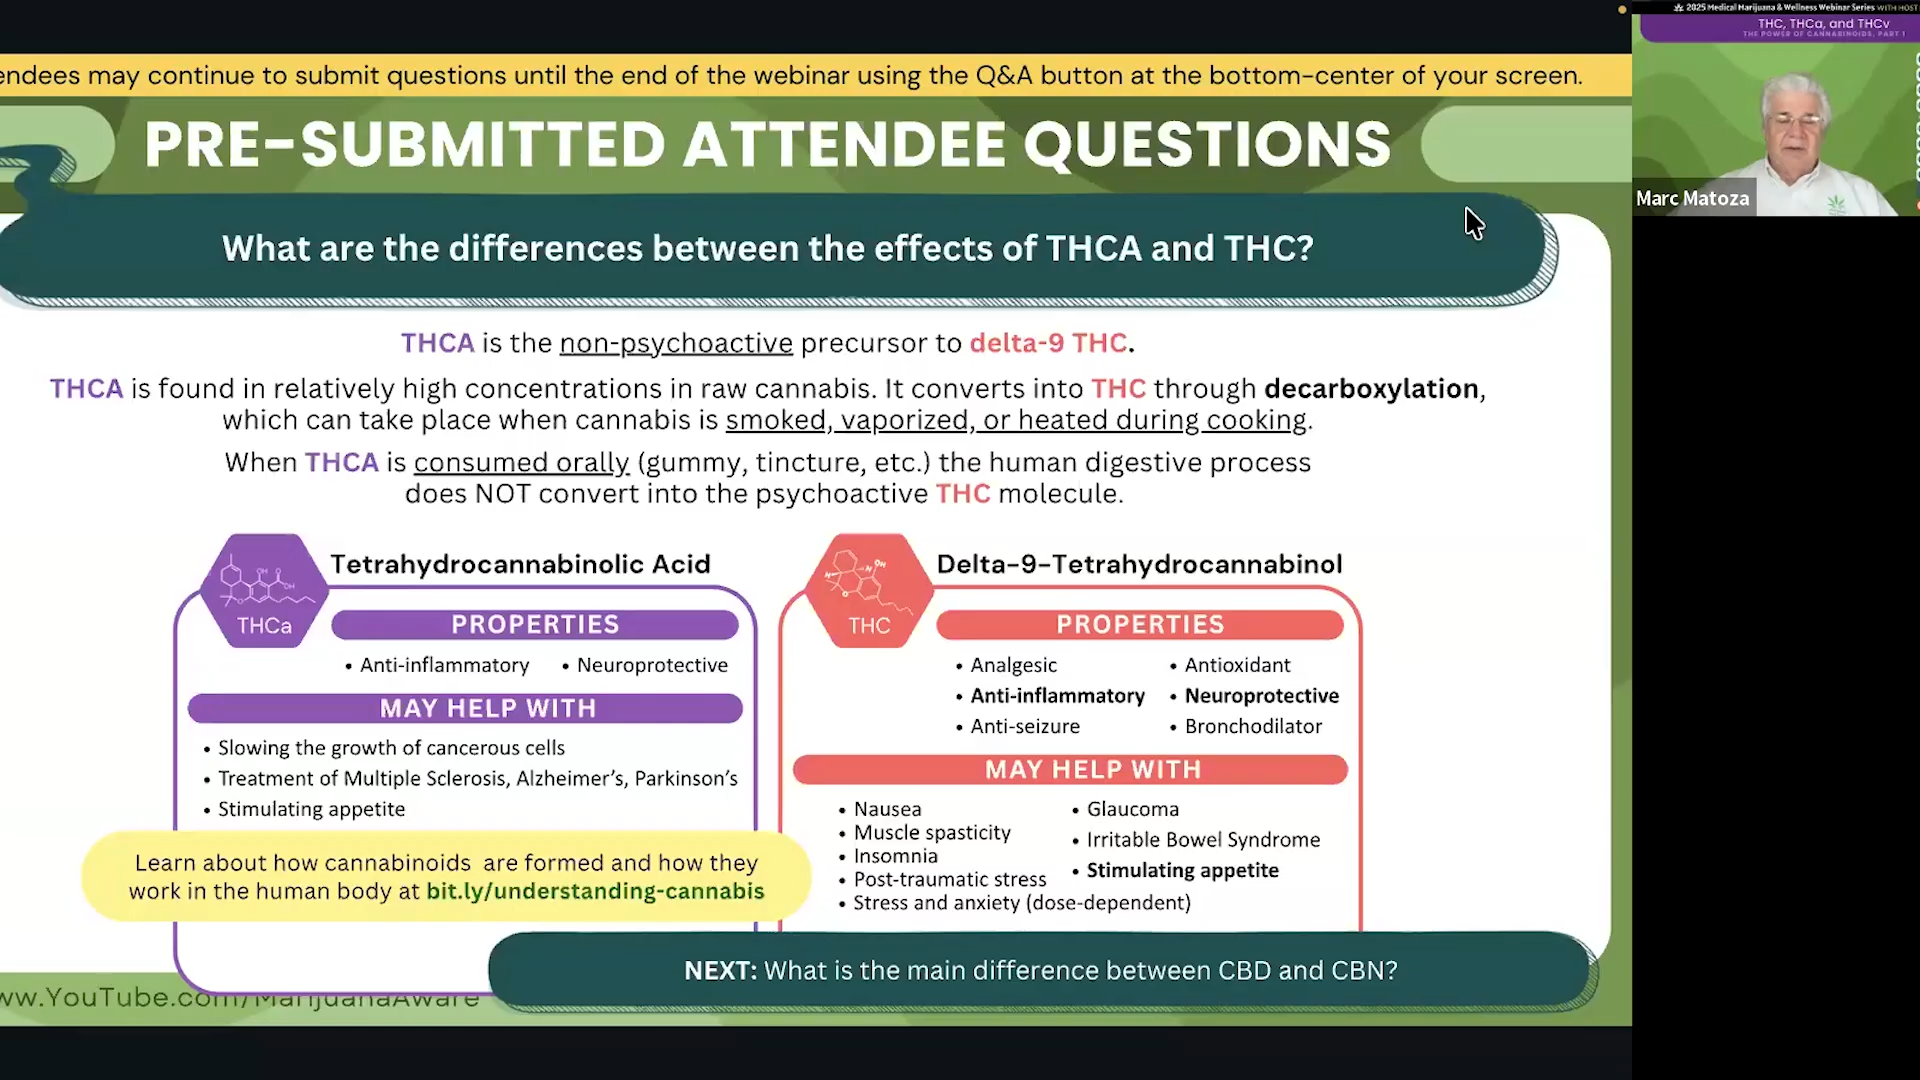 endees may continue to submit questions until the end of the webinar using the Q&A button at the bottom-center of your screen.
PRE-SUBMITTED ATTENDEE QUESTIONS
What are the differences between the effects of THCA and THC?
THCA is the non-psychoactive precursor to delta-9 THC.
THCA is found in relatively high concentrations in raw cannabis. It converts into THC through decarboxylation,
which can take place when cannabis is smoked, vaporized, or heated during cooking.
When THCA is consumed orally (gummy, tincture, etc.) the human digestive process
does NOT convert into the psychoactive THC molecule.
THCa
Tetrahydrocannabinolic Acid
PROPERTIES
• Anti-inflammatory • Neuroprotective
MAY HELP WITH
• Slowing the growth of cancerous cells
• Treatment of Multiple Sclerosis, Alzheimer's, Parkinson's
• Stimulating appetite
Learn about how cannabinoids are formed and how they
work in the human body at bit.ly/understanding-cannabis
THC
Delta-9-Tetrahydrocannabinol
PROPERTIES
• Analgesic
• Anti-inflammatory
• Anti-seizure
• Antioxidant
• Neuroprotective
• Bronchodilator
MAY HELP WITH
• Nausea
• Muscle spasticity
• Insomnia
• Post-traumatic stress
• Stress and anxiety (dose-dependent)
• Glaucoma
• Irritable Bowel Syndrome
• Stimulating appetite
NEXT: What is the main difference between CBD and CBN?
ww.YouTube.com/MarijuanaAware
2025 Medical Marijuana & Wellness Webinar Series WITH HOST
THC, THCa, and THCv
THE POWER OF CANNABINOIDS, PART 1
Marc Matoza